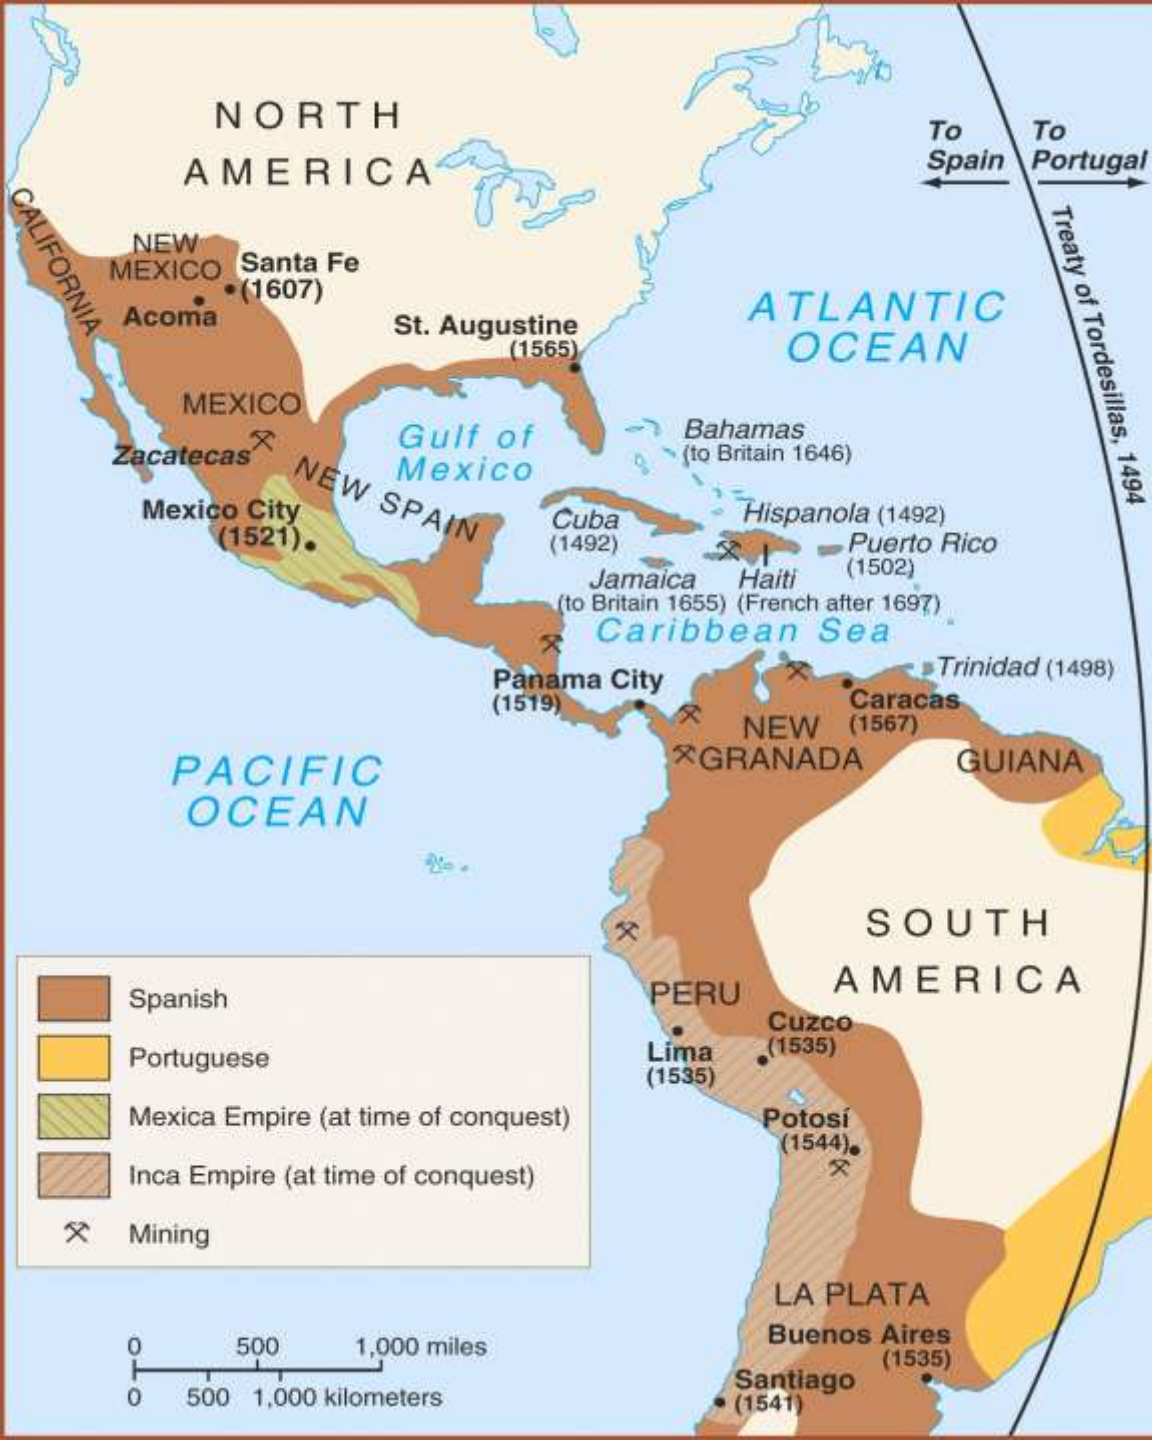 NORTH
AMERICA
To
Spain
To
Portugal
Treaty of Tordesillas, 1494
CALIFORNIA
NEW
MEXICO
Santa Fe
(1607)
Acoma
St. Augustine
(1565)
ATLANTIC
OCEAN
MEXICO
Zacatecas
Gulf of
Mexico
Bahamas
(to Britain 1646)
NEW SPAIN
Mexico City
(1521)
Cuba
(1492)
Hispanola (1492)
Puerto Rico
(1502)
Jamaica
(to Britain 1655)
Haiti
(French after 1697)
Caribbean Sea
Trinidad (1498)
Panama City
(1519)
Caracas
(1567)
NEW
GRANADA
GUIANA
PACIFIC
OCEAN
SOUTH
AMERICA
PERU
Cuzco
(1535)
Lima
(1535)
Potosí
(1544)
LA PLATA
Buenos Aires
(1535)
Santiago
(1541)
Spanish
Portuguese
Mexica Empire (at time of conquest)
Inca Empire (at time of conquest)
Mining
0 500 1,000 miles
0 500 1,000 kilometers